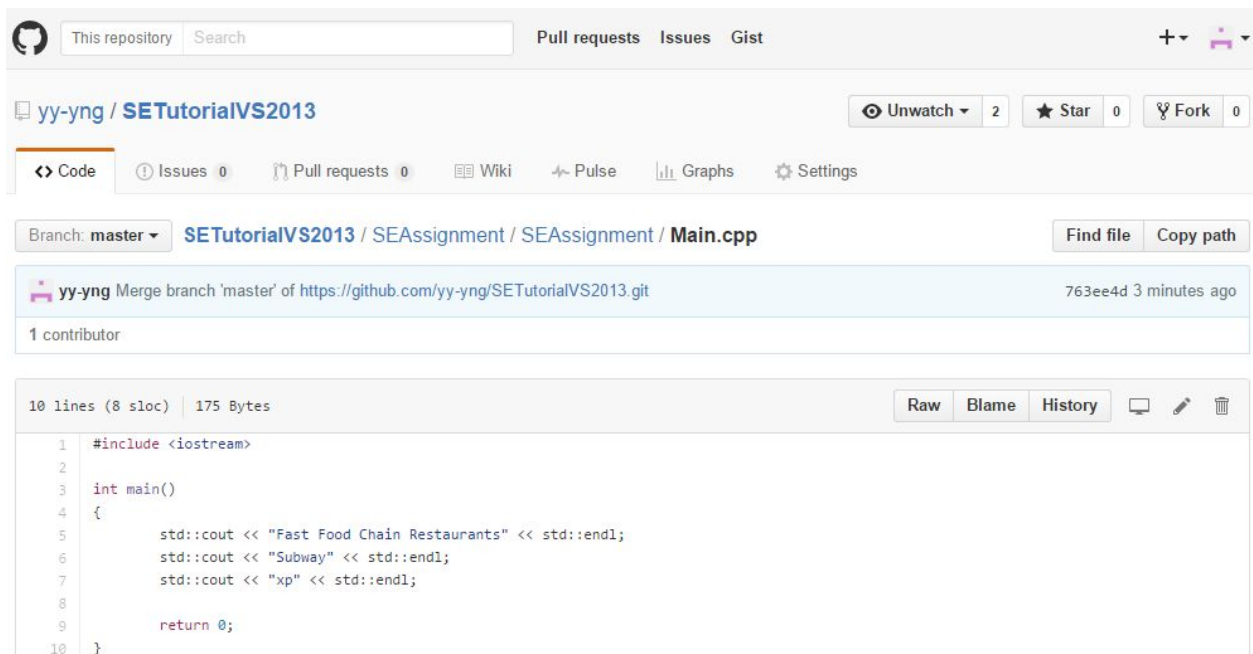 This repository Search Pull requests Issues Gist
yy-yng / SETutorialVS2013 Unwatch 2 Star 0 Fork 0
<> Code Issues 0 Pull requests 0 Wiki Pulse Graphs Settings
Branch: master SETutorialVS2013 / SEAssignment / SEAssignment / Main.cpp Find file Copy path
yy-yng Merge branch 'master' of https://github.com/yy-yng/SETutorialVS2013.git 763ee4d 3 minutes ago
1 contributor
10 lines (8 sloc) 175 Bytes Raw Blame History
1 #include <iostream>
2
3 int main()
4 {
5 std::cout << "Fast Food Chain Restaurants" << std::endl;
6 std::cout << "Subway" << std::endl;
7 std::cout << "xp" << std::endl;
8
9 return 0;
10 }